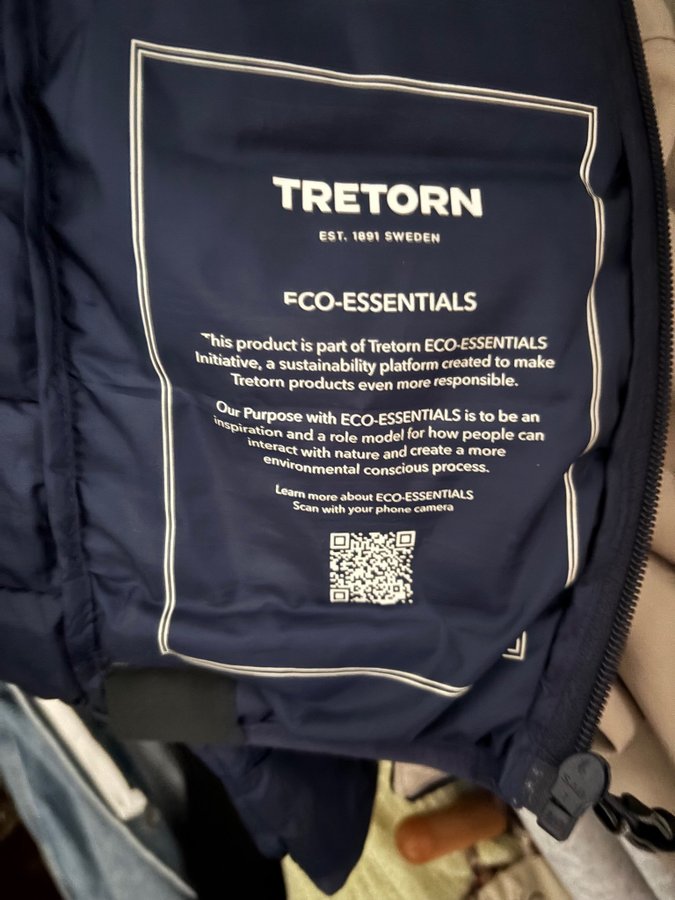 TRETORN
EST. 1891 SWEDEN
ECO-ESSENTIALS
This product is part of Tretorn ECO-ESSENTIALS
Initiative, a sustainability platform created to make
Tretorn products even more responsible.
Our Purpose with ECO-ESSENTIALS is to be an
inspiration and a role model for how people can
interact with nature and create a more
environmental conscious process.
Learn more about ECO-ESSENTIALS
Scan with your phone camera